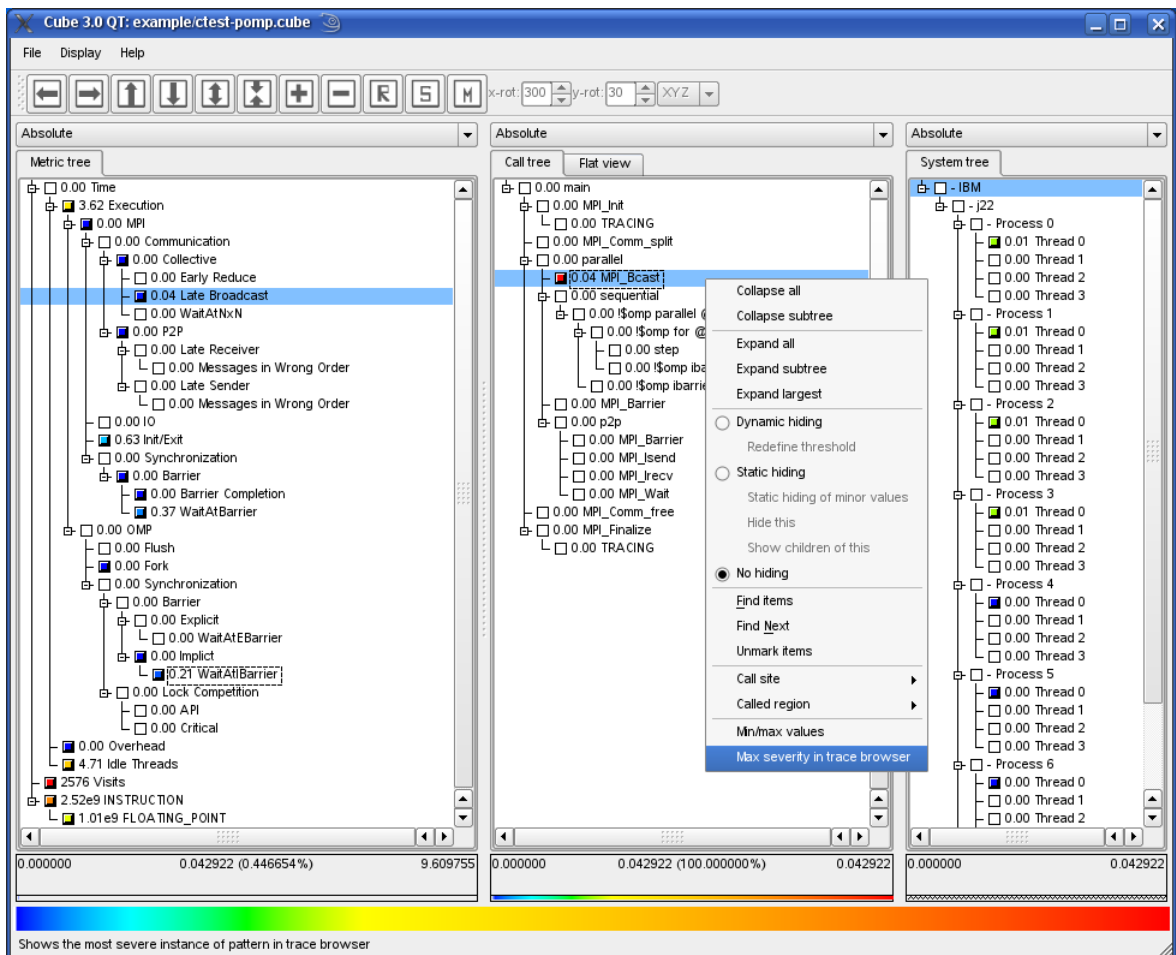 Cube 3.0 QT: example/ctest-pomp.cube
File Display Help
R S M x-rot: 300 y-rot: 30 XYZ
Absolute
Metric tree
0.00 Time
3.62 Execution
0.00 MPI
0.00 Communication
0.00 Collective
0.00 Early Reduce
0.04 Late Broadcast
0.00 WaitAtNxN
0.00 P2P
0.00 Late Receiver
0.00 Messages in Wrong Order
0.00 Late Sender
0.00 Messages in Wrong Order
0.00 IO
0.63 Init/Exit
0.00 Synchronization
0.00 Barrier
0.00 Barrier Completion
0.37 WaitAtBarrier
0.00 OMP
0.00 Flush
0.00 Fork
0.00 Synchronization
0.00 Barrier
0.00 Explicit
0.00 WaitAtEBarrier
0.00 Implict
0.21 WaitAtIBarrier
0.00 Lock Competition
0.00 API
0.00 Critical
0.00 Overhead
4.71 Idle Threads
2576 Visits
2.52e9 INSTRUCTION
1.01e9 FLOATING_POINT
0.000000 0.042922 (0.446654%) 9.609755
Absolute
Call tree Flat view
0.00 main
0.00 MPI_Init
0.00 TRACING
0.00 MPI_Comm_split
0.00 parallel
0.04 MPI_Bcast
0.00 sequential
0.00 !$omp parallel @
0.00 !$omp for @
0.00 step
0.00 !$omp iba
0.00 !$omp ibarrie
0.00 MPI_Barrier
0.00 p2p
0.00 MPI_Barrier
0.00 MPI_Isend
0.00 MPI_Irecv
0.00 MPI_Wait
0.00 MPI_Comm_free
0.00 MPI_Finalize
0.00 TRACING
0.000000 0.042922 (100.000000%) 0.042922
Collapse all
Collapse subtree
Expand all
Expand subtree
Expand largest
Dynamic hiding
Redefine threshold
Static hiding
Static hiding of minor values
Hide this
Show children of this
No hiding
Find items
Find Next
Unmark items
Call site
Called region
Min/max values
Max severity in trace browser
Absolute
System tree
- IBM
- j22
- Process 0
0.01 Thread 0
0.00 Thread 1
0.00 Thread 2
0.00 Thread 3
- Process 1
0.01 Thread 0
0.00 Thread 1
0.00 Thread 2
0.00 Thread 3
- Process 2
0.01 Thread 0
0.00 Thread 1
0.00 Thread 2
0.00 Thread 3
- Process 3
0.01 Thread 0
0.00 Thread 1
0.00 Thread 2
0.00 Thread 3
- Process 4
0.00 Thread 0
0.00 Thread 1
0.00 Thread 2
0.00 Thread 3
- Process 5
0.00 Thread 0
0.00 Thread 1
0.00 Thread 2
0.00 Thread 3
- Process 6
0.00 Thread 0
0.00 Thread 1
0.00 Thread 2
0.000000 0.042922
Shows the most severe instance of pattern in trace browser